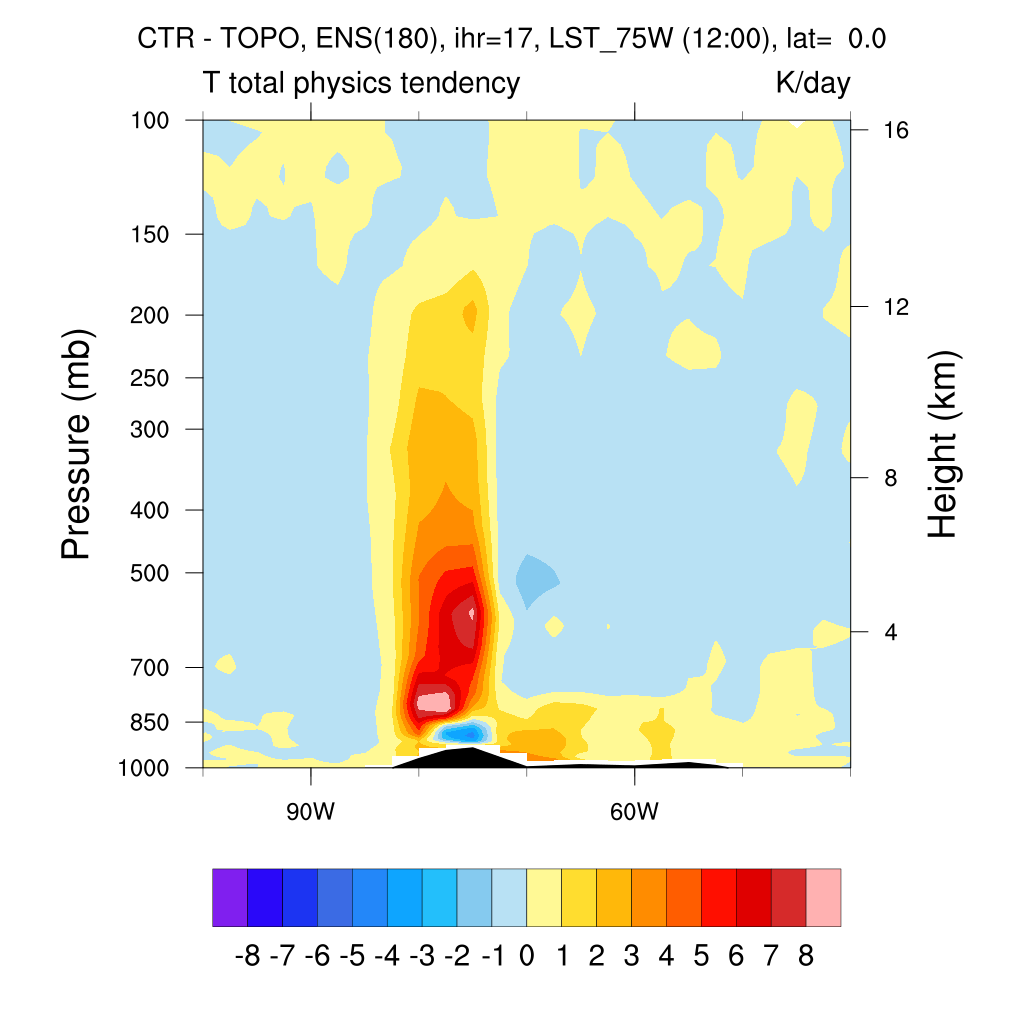 CTR - TOPO, ENS(180), ihr=17, LST_75W (12:00), lat=  0.0
T total physics tendency K/day
100
150
200
250
300
400
500
700
850
1000
Pressure (mb)
16
12
8
4
Height (km)
90W 60W
-8 -7 -6 -5 -4 -3 -2 -1 0 1 2 3 4 5 6 7 8